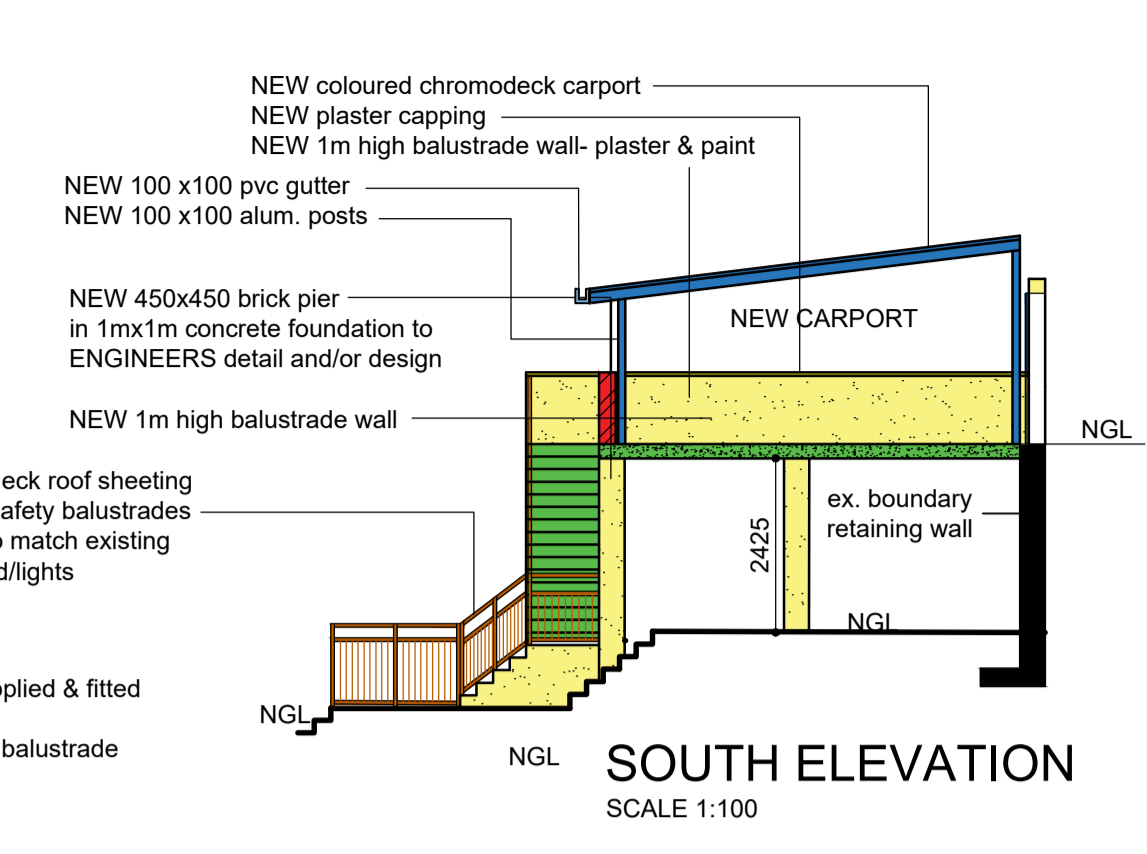 NEW coloured chromodeck carport
NEW plaster capping
NEW 1m high balustrade wall- plaster & paint
NEW 100 x100 pvc gutter
NEW 100 x100 alum. posts
NEW 450x450 brick pier
in 1mx1m concrete foundation to
ENGINEERS detail and/or design
NEW CARPORT
NEW 1m high balustrade wall
NGL
eck roof sheeting
afety balustrades
match existing
d/lights
ex. boundary
retaining wall
2425
NGL
plied & fitted
NGL
balustrade
NGL
SOUTH ELEVATION
SCALE 1:100